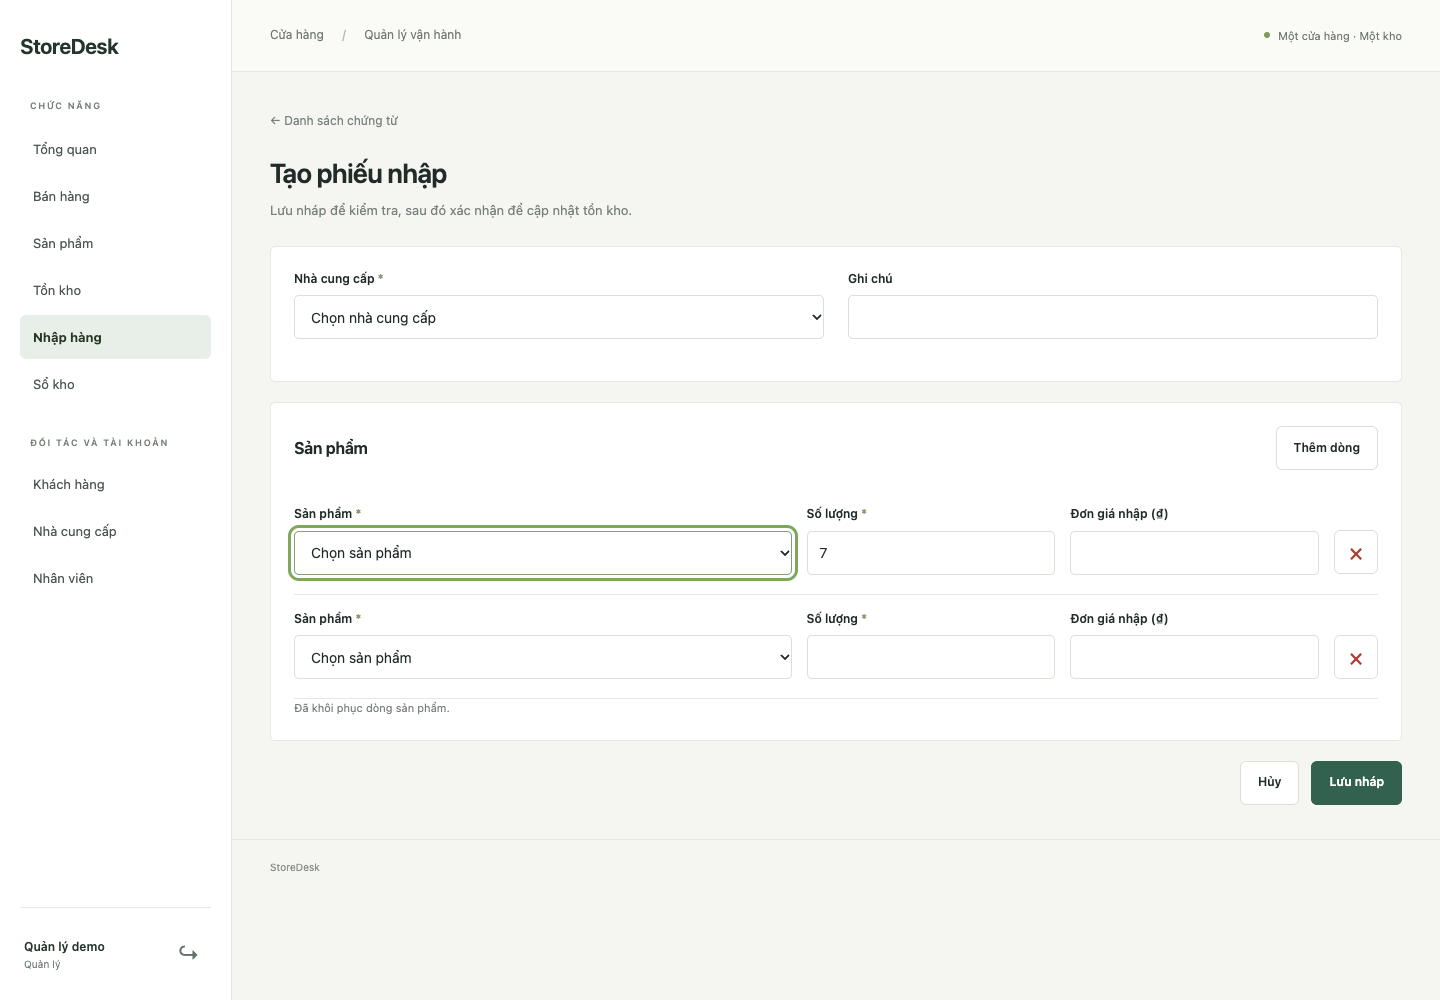 StoreDesk
CHỨC NĂNG
Tổng quan
Bán hàng
Sản phẩm
Tồn kho
Nhập hàng
Sổ kho
ĐỐI TÁC VÀ TÀI KHOẢN
Khách hàng
Nhà cung cấp
Nhân viên
Quản lý demo
Quản lý
Cửa hàng / Quản lý vận hành
Một cửa hàng · Một kho
← Danh sách chứng từ
Tạo phiếu nhập
Lưu nháp để kiểm tra, sau đó xác nhận để cập nhật tồn kho.
Nhà cung cấp * Ghi chú
Chọn nhà cung cấp
Sản phẩm Thêm dòng
Sản phẩm * Số lượng * Đơn giá nhập (₫)
Chọn sản phẩm 7
Sản phẩm * Số lượng * Đơn giá nhập (₫)
Chọn sản phẩm
Đã khôi phục dòng sản phẩm.
Hủy Lưu nháp
StoreDesk